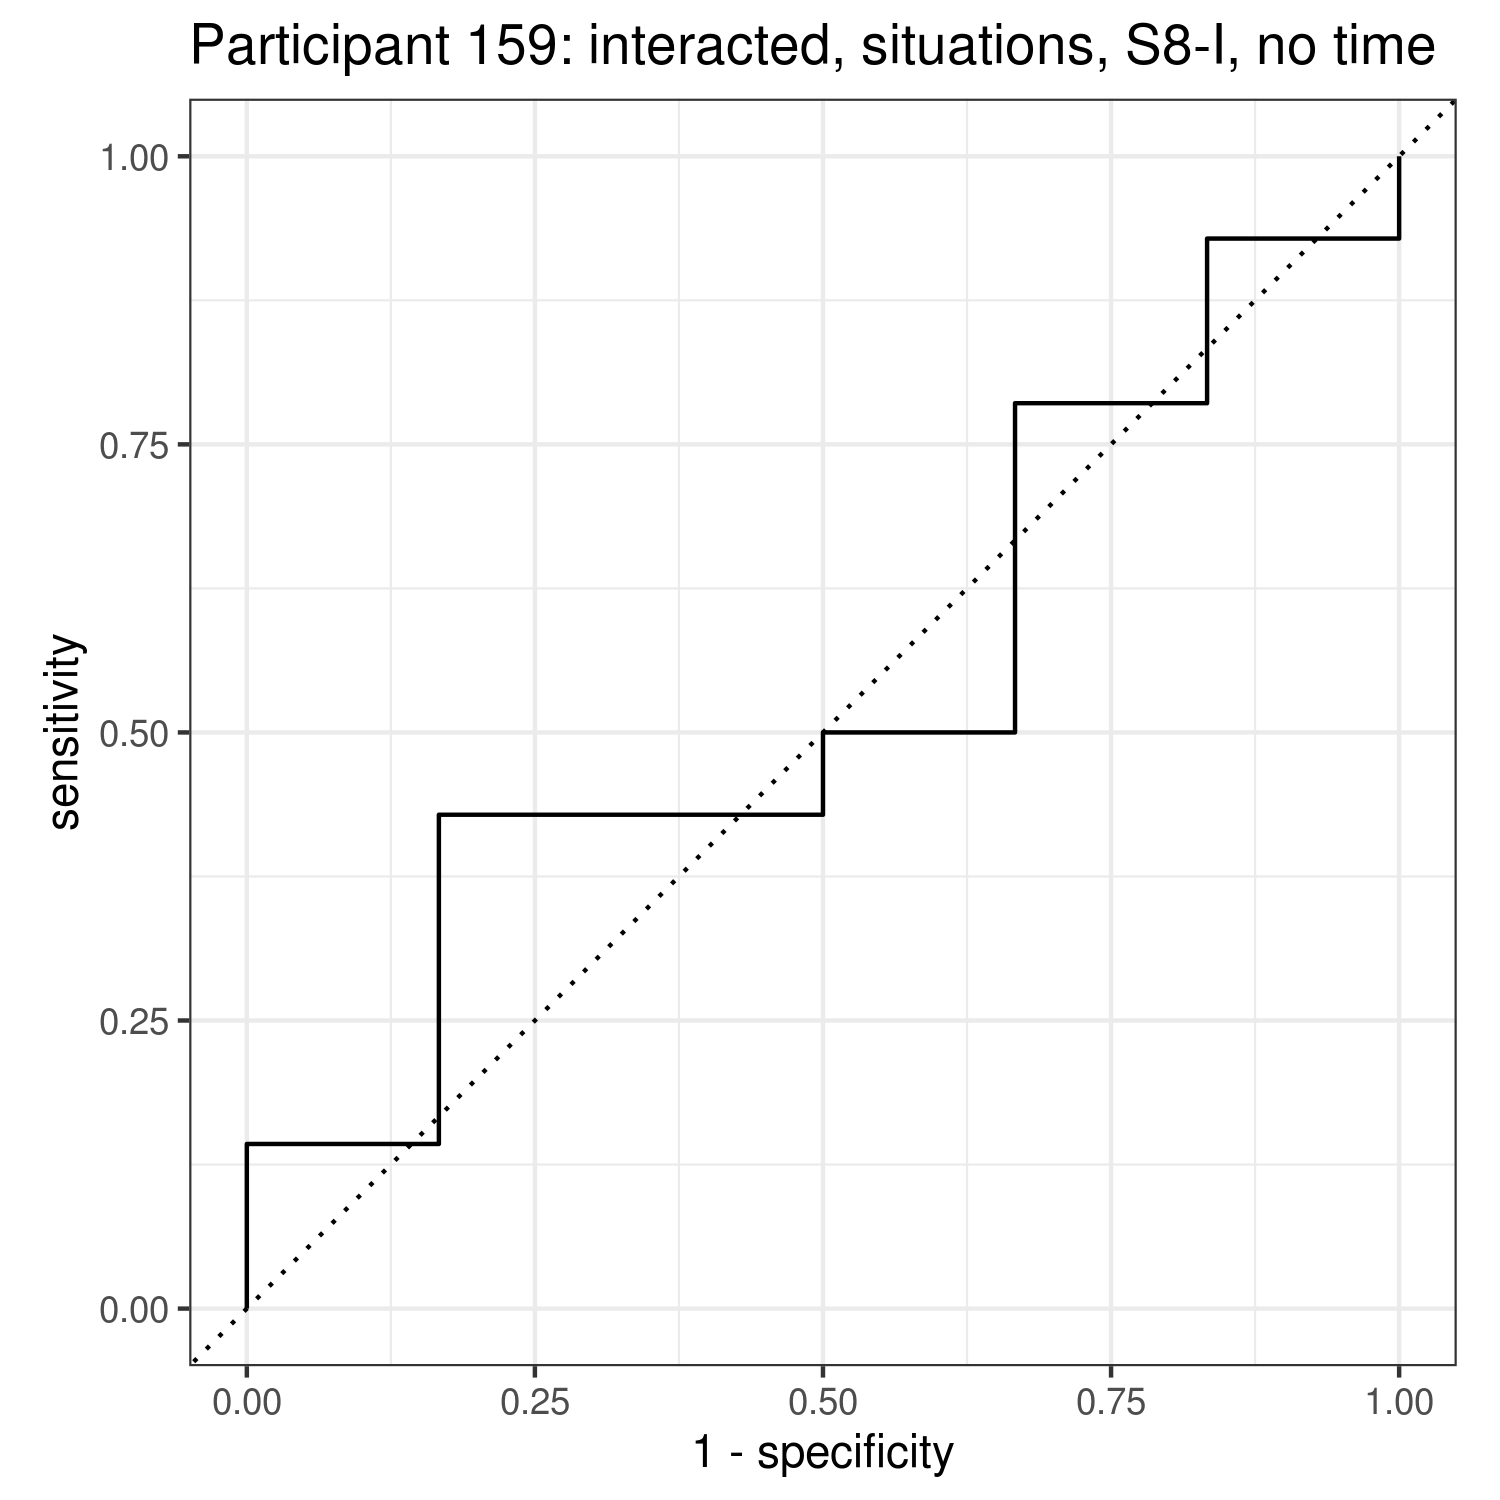 Participant 159: interacted, situations, S8-I, no time
1.00
0.75
0.50
0.25
0.00
sensitivity
0.00 0.25 0.50 0.75 1.00
1 - specificity